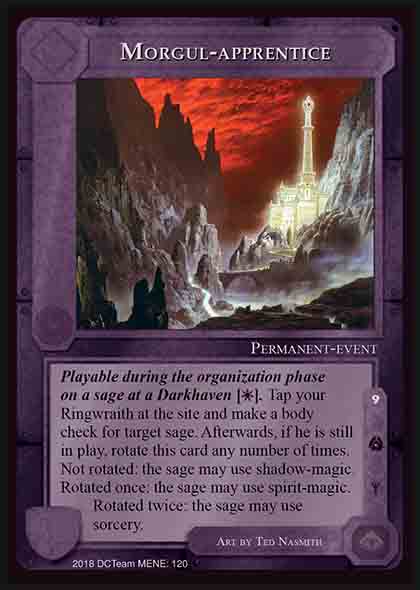 Morgul-apprentice
Permanent-event
Playable during the organization phase
on a sage at a Darkhaven [☀]. Tap your
Ringwraith at the site and make a body
check for target sage. Afterwards, if he is still
in play, rotate this card any number of times.
Not rotated: the sage may use shadow-magic.
Rotated once: the sage may use spirit-magic.
Rotated twice: the sage may use
sorcery.
9
Art by Ted Nasmith
2018 DCTeam MENE: 120